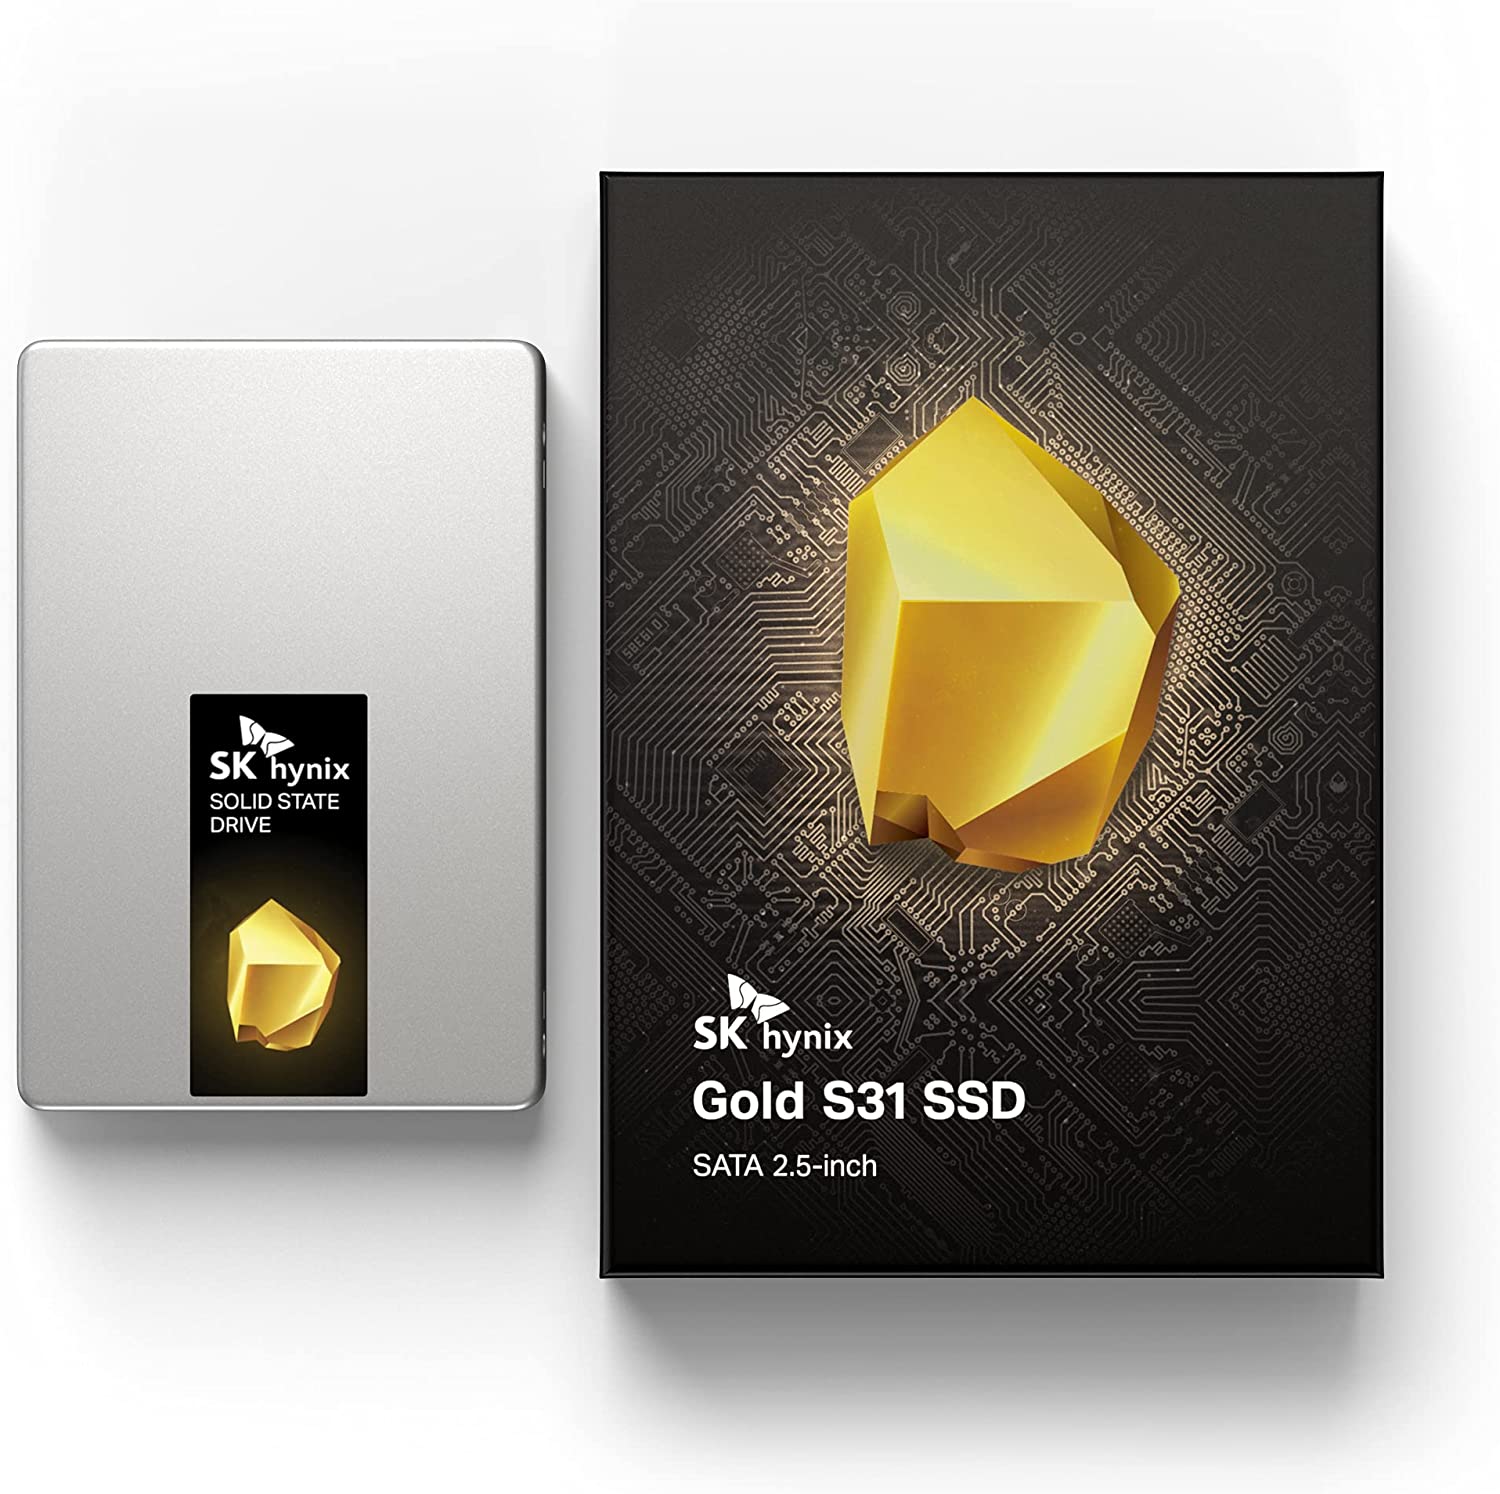 SK hynix
SOLID STATE
DRIVE
SK hynix
Gold S31 SSD
SATA 2.5-inch